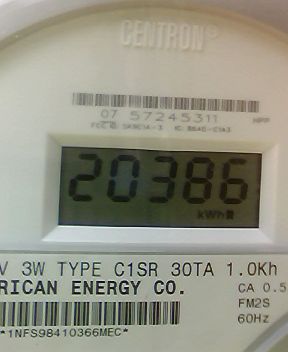 CENTRON®
07 57245311
20386
kWh
V 3W TYPE C1SR 30TA 1.0Kh
RICAN ENERGY CO.
CA 0.5
FM2S
60Hz
*1NFS98410366MEC*